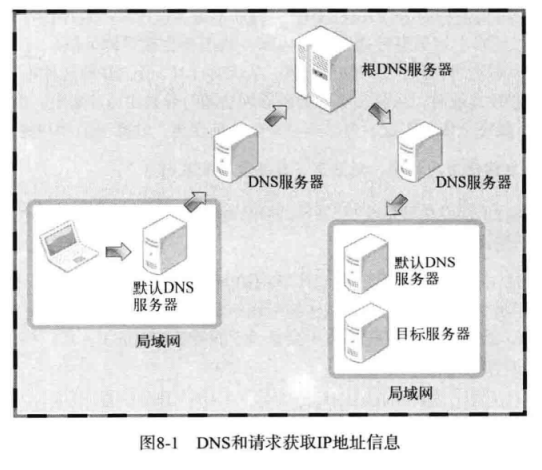 根DNS服务器
DNS服务器
DNS服务器
默认DNS
服务器
局域网
默认DNS
服务器
目标服务器
局域网
图8-1 DNS和请求获取IP地址信息